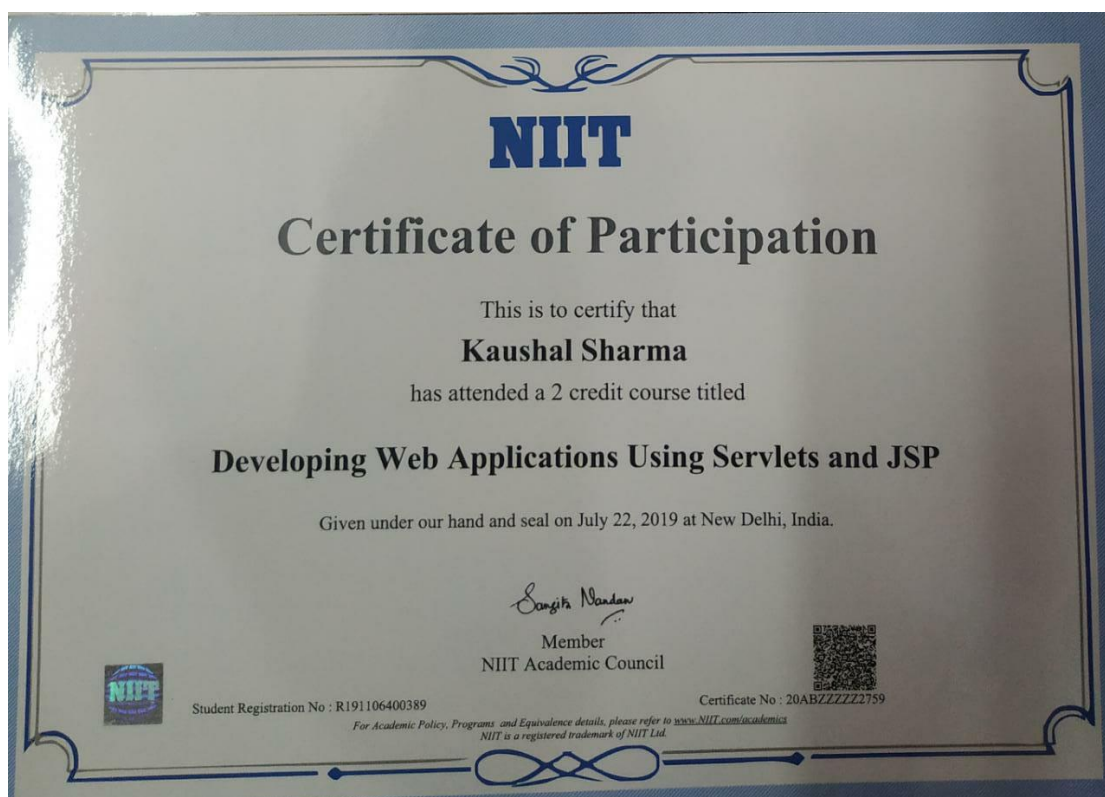 NIIT
Certificate of Participation
This is to certify that
Kaushal Sharma
has attended a 2 credit course titled
Developing Web Applications Using Servlets and JSP
Given under our hand and seal on July 22, 2019 at New Delhi, India.
Sangita Nandan
Member
NIIT Academic Council
NIIT
Student Registration No : R191106400389
Certificate No : 20ABZZZZZ2759
For Academic Policy, Programs and Equivalence details, please refer to www.NIIT.com/academics
NIIT is a registered trademark of NIIT Ltd.